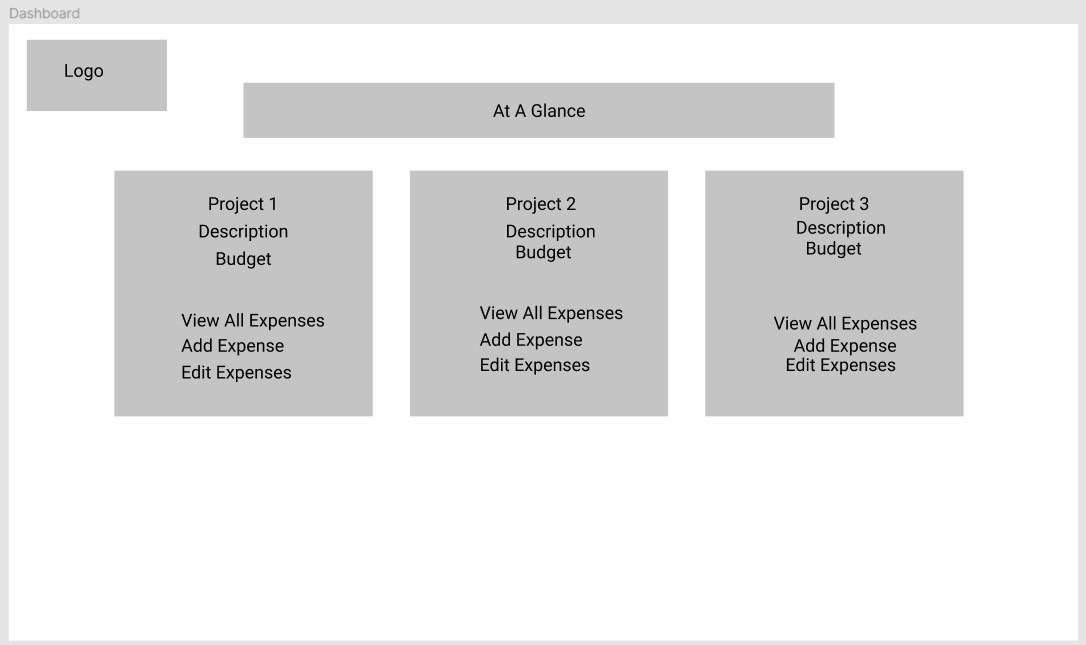 Dashboard
Logo
At A Glance
Project 1
Description
Budget
View All Expenses
Add Expense
Edit Expenses
Project 2
Description
Budget
View All Expenses
Add Expense
Edit Expenses
Project 3
Description
Budget
View All Expenses
Add Expense
Edit Expenses